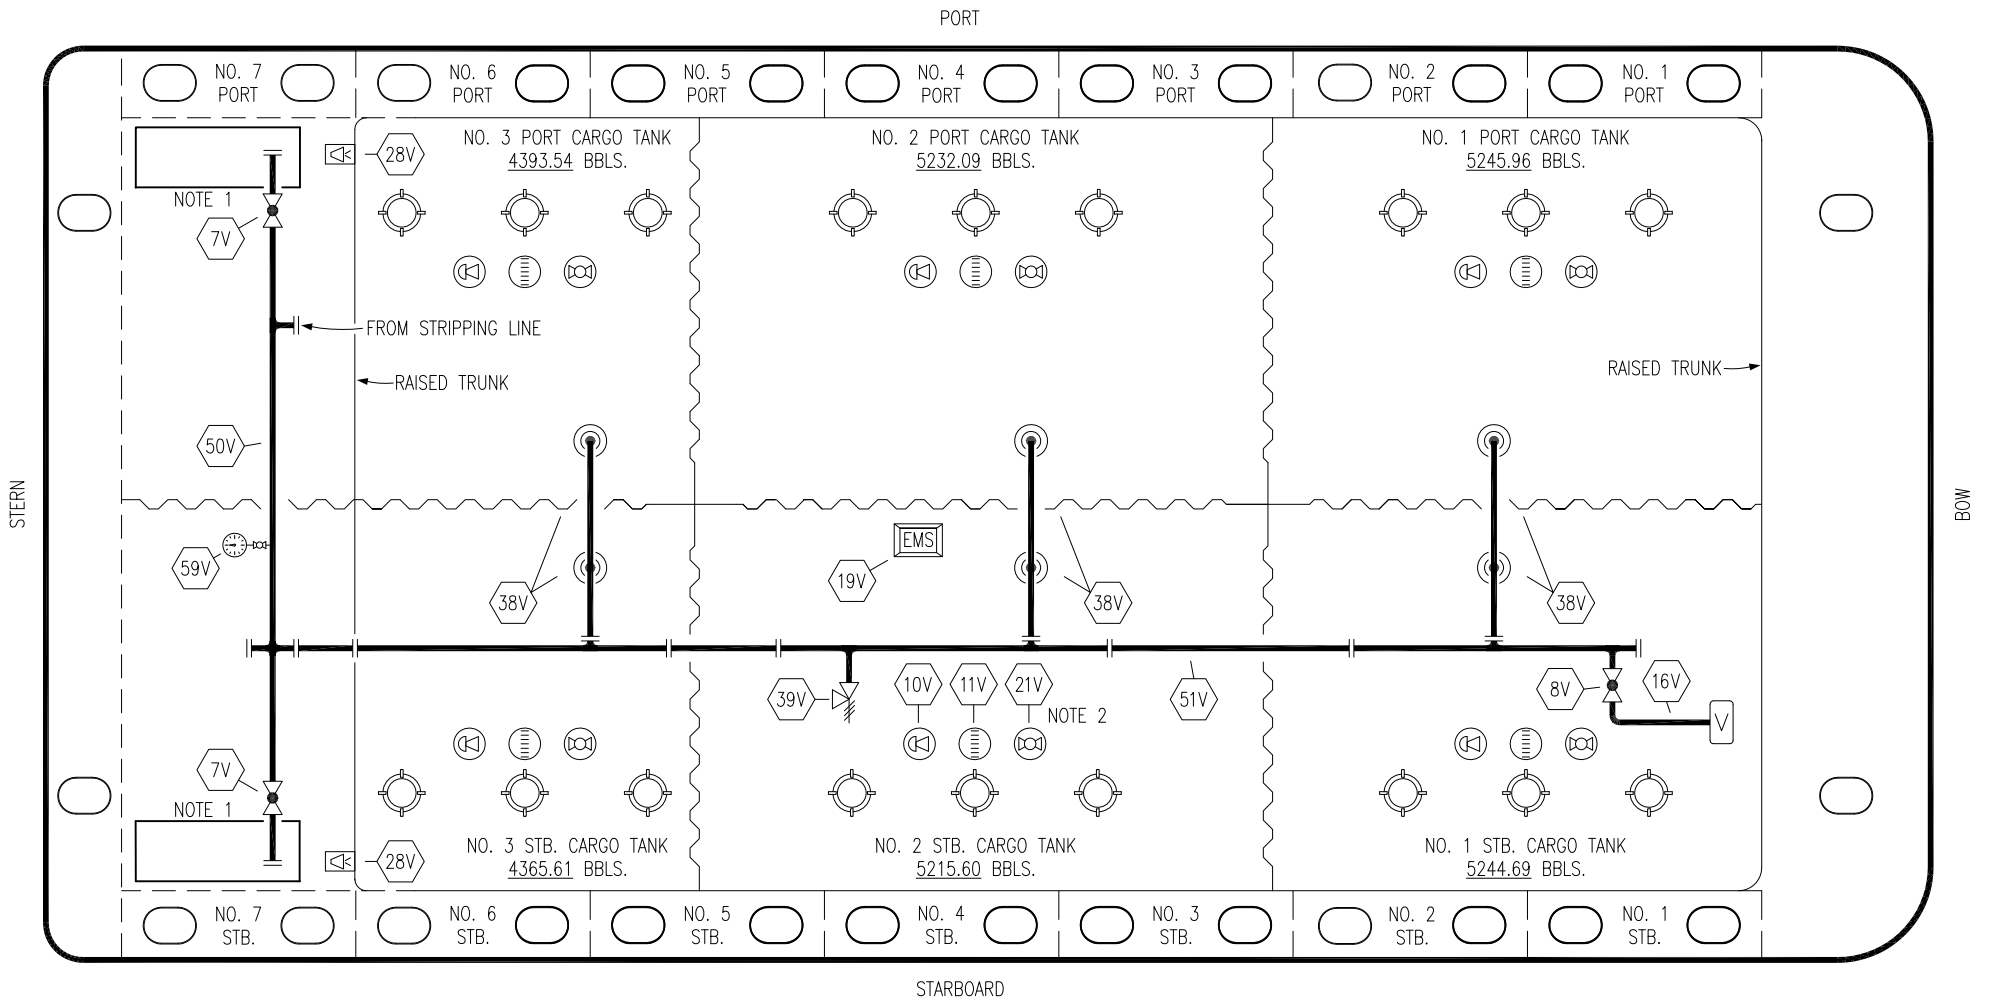 PORT
NO. 7
PORT
NO. 6
PORT
NO. 5
PORT
NO. 4
PORT
NO. 3
PORT
NO. 2
PORT
NO. 1
PORT
NO. 3 PORT CARGO TANK
4393.54 BBLS.
NO. 2 PORT CARGO TANK
5232.09 BBLS.
NO. 1 PORT CARGO TANK
5245.96 BBLS.
28V
NOTE 1
7V
FROM STRIPPING LINE
RAISED TRUNK
RAISED TRUNK
50V
STERN
BOW
EMS
59V
19V
38V
38V
38V
39V
10V
11V
21V
NOTE 2
51V
8V
16V
V
7V
NOTE 1
28V
NO. 3 STB. CARGO TANK
4365.61 BBLS.
NO. 2 STB. CARGO TANK
5215.60 BBLS.
NO. 1 STB. CARGO TANK
5244.69 BBLS.
NO. 7
STB.
NO. 6
STB.
NO. 5
STB.
NO. 4
STB.
NO. 3
STB.
NO. 2
STB.
NO. 1
STB.
STARBOARD